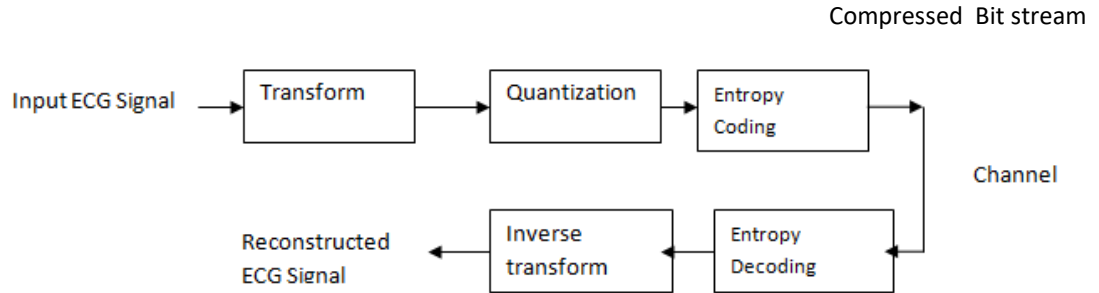 Compressed Bit stream
Input ECG Signal
Transform
Quantization
Entropy
Coding
Channel
Reconstructed
ECG Signal
Inverse
transform
Entropy
Decoding